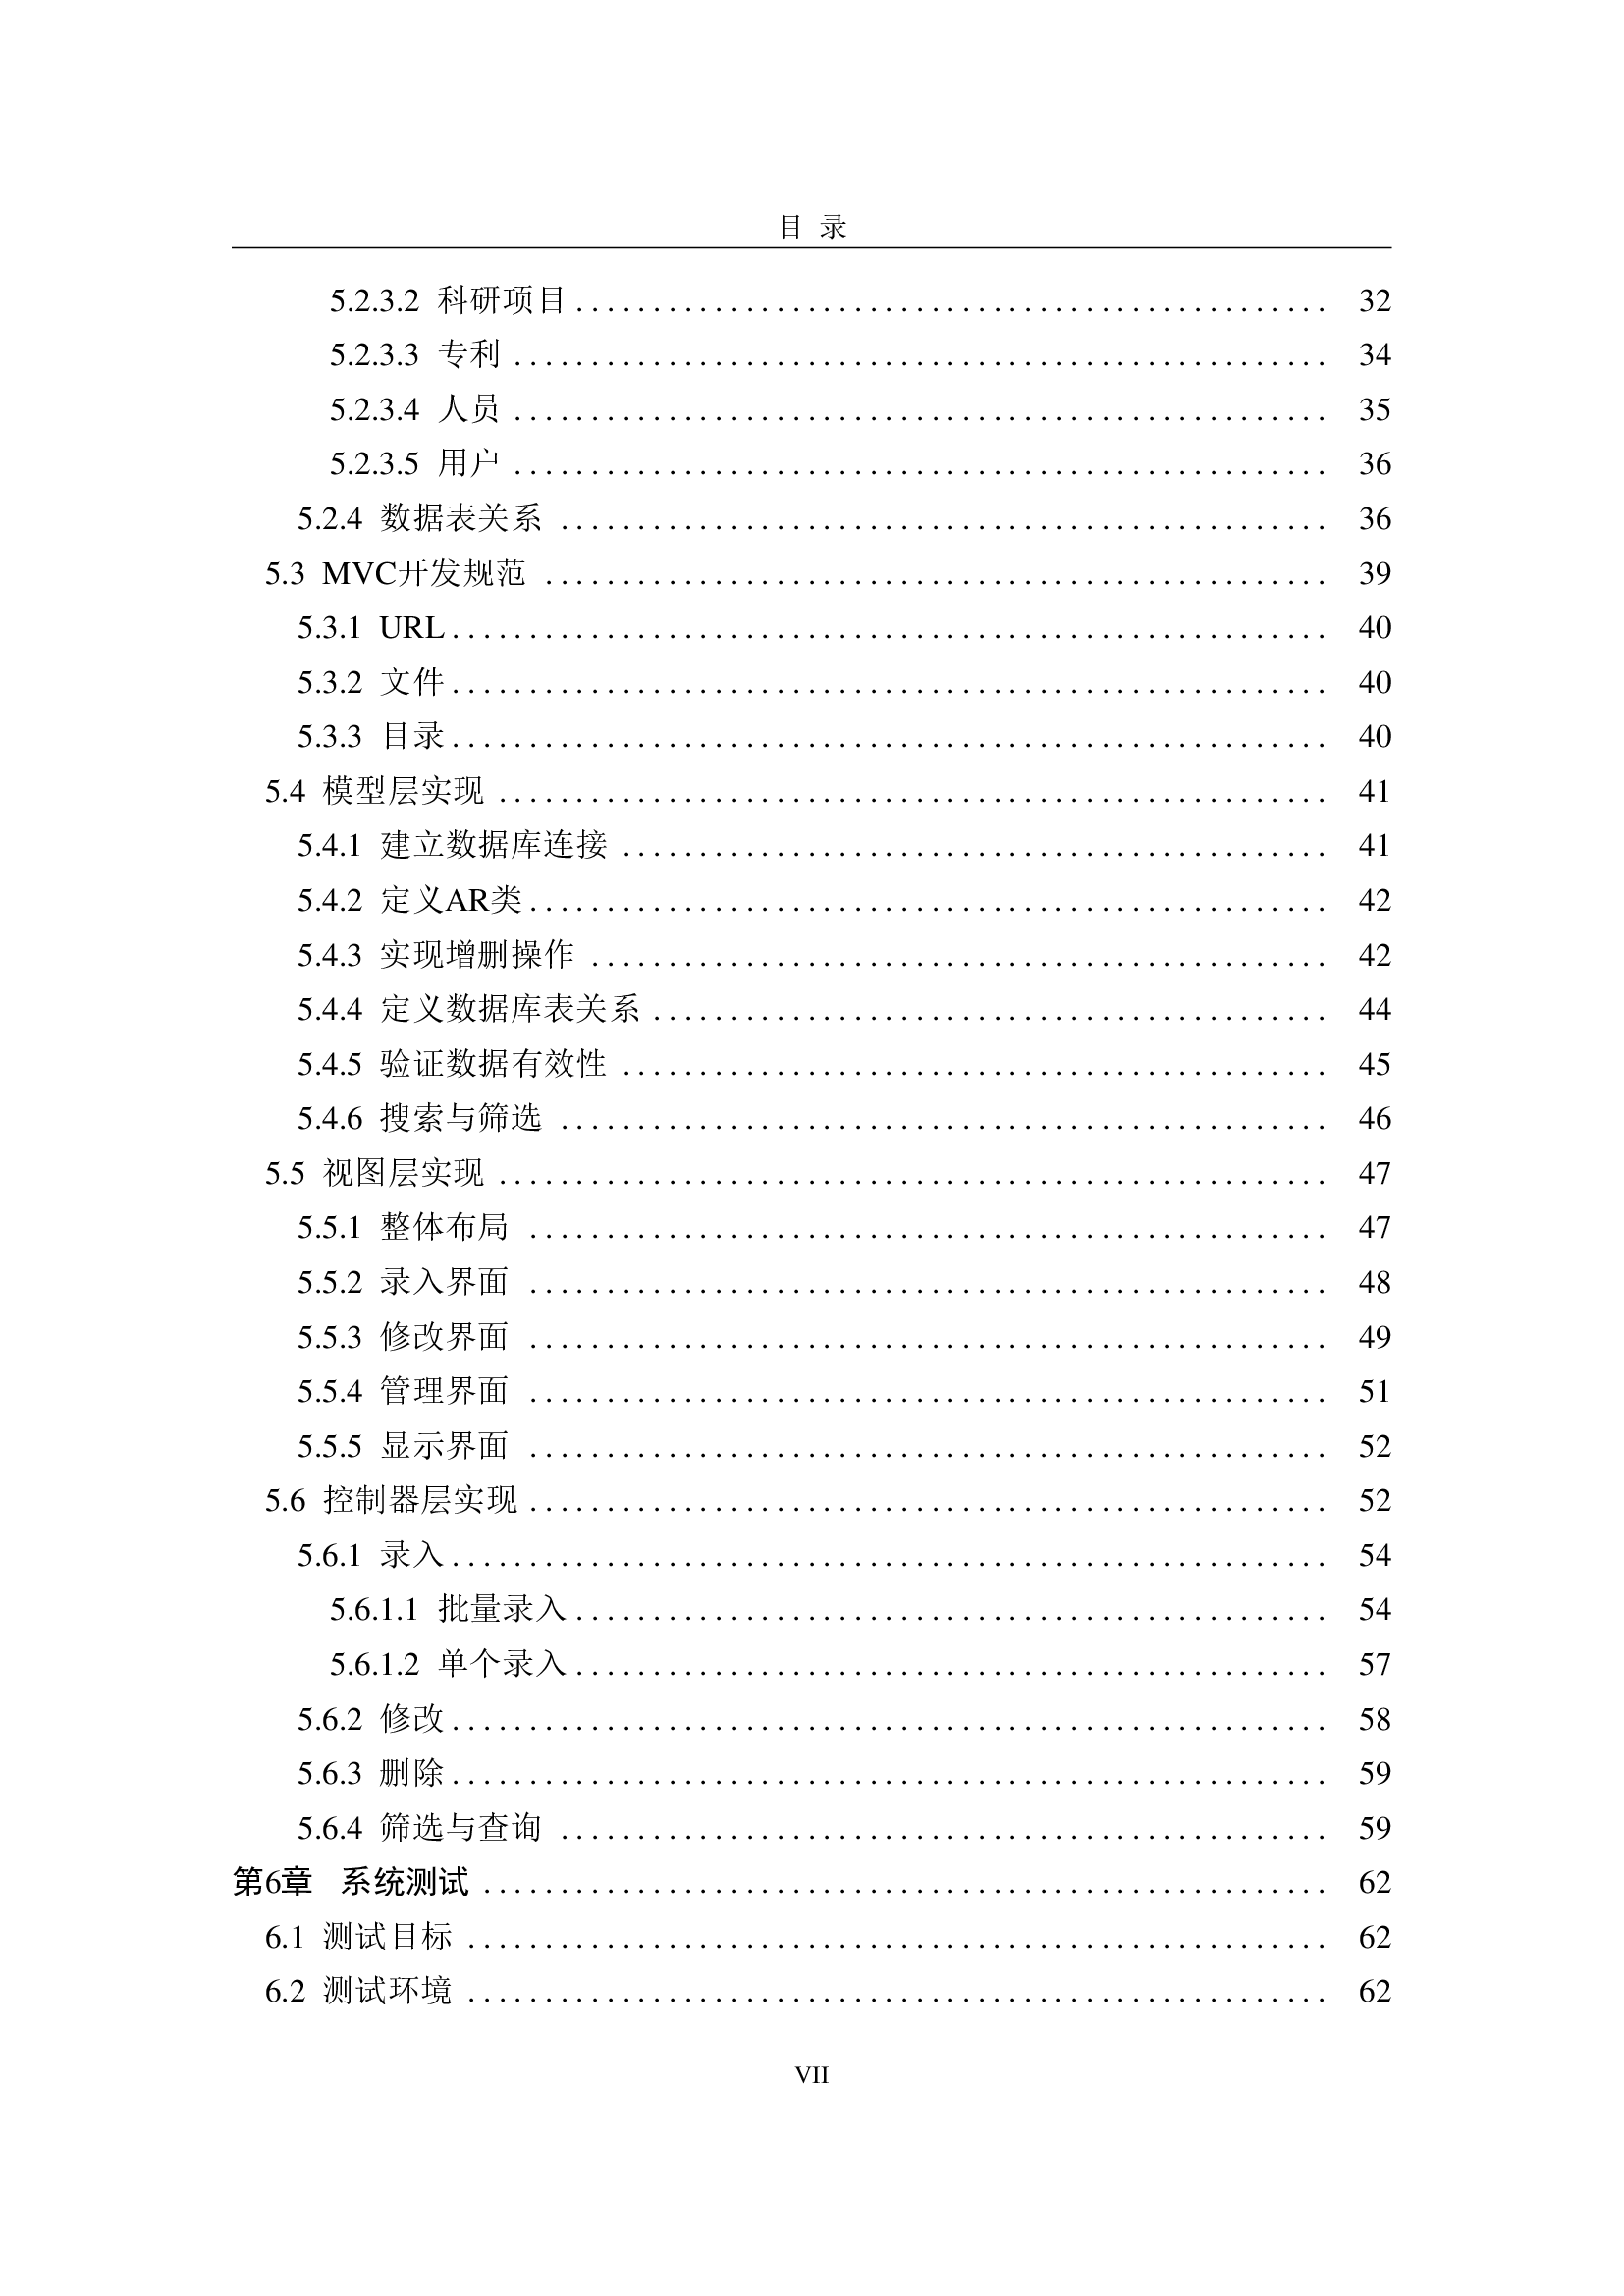 目 录
5.2.3.2 科研项目 . . . . . . . . . . . . . . . . . . . . . . . . . . . . . . . . . . . . . . . . . . . . . . . . . 32
5.2.3.3 专利 . . . . . . . . . . . . . . . . . . . . . . . . . . . . . . . . . . . . . . . . . . . . . . . . . . . . . 34
5.2.3.4 人员 . . . . . . . . . . . . . . . . . . . . . . . . . . . . . . . . . . . . . . . . . . . . . . . . . . . . . 35
5.2.3.5 用户 . . . . . . . . . . . . . . . . . . . . . . . . . . . . . . . . . . . . . . . . . . . . . . . . . . . . . 36
5.2.4 数据表关系 . . . . . . . . . . . . . . . . . . . . . . . . . . . . . . . . . . . . . . . . . . . . . . . . . . 36
5.3 MVC开发规范 . . . . . . . . . . . . . . . . . . . . . . . . . . . . . . . . . . . . . . . . . . . . . . . . . . . 39
5.3.1 URL . . . . . . . . . . . . . . . . . . . . . . . . . . . . . . . . . . . . . . . . . . . . . . . . . . . . . . . . . 40
5.3.2 文件 . . . . . . . . . . . . . . . . . . . . . . . . . . . . . . . . . . . . . . . . . . . . . . . . . . . . . . . . . 40
5.3.3 目录 . . . . . . . . . . . . . . . . . . . . . . . . . . . . . . . . . . . . . . . . . . . . . . . . . . . . . . . . . 40
5.4 模型层实现 . . . . . . . . . . . . . . . . . . . . . . . . . . . . . . . . . . . . . . . . . . . . . . . . . . . . . . 41
5.4.1 建立数据库连接 . . . . . . . . . . . . . . . . . . . . . . . . . . . . . . . . . . . . . . . . . . . . . . 41
5.4.2 定义AR类 . . . . . . . . . . . . . . . . . . . . . . . . . . . . . . . . . . . . . . . . . . . . . . . . . . . . 42
5.4.3 实现增删操作 . . . . . . . . . . . . . . . . . . . . . . . . . . . . . . . . . . . . . . . . . . . . . . . . 42
5.4.4 定义数据库表关系 . . . . . . . . . . . . . . . . . . . . . . . . . . . . . . . . . . . . . . . . . . . . 44
5.4.5 验证数据有效性 . . . . . . . . . . . . . . . . . . . . . . . . . . . . . . . . . . . . . . . . . . . . . . 45
5.4.6 搜索与筛选 . . . . . . . . . . . . . . . . . . . . . . . . . . . . . . . . . . . . . . . . . . . . . . . . . . 46
5.5 视图层实现 . . . . . . . . . . . . . . . . . . . . . . . . . . . . . . . . . . . . . . . . . . . . . . . . . . . . . . 47
5.5.1 整体布局 . . . . . . . . . . . . . . . . . . . . . . . . . . . . . . . . . . . . . . . . . . . . . . . . . . . . 47
5.5.2 录入界面 . . . . . . . . . . . . . . . . . . . . . . . . . . . . . . . . . . . . . . . . . . . . . . . . . . . . 48
5.5.3 修改界面 . . . . . . . . . . . . . . . . . . . . . . . . . . . . . . . . . . . . . . . . . . . . . . . . . . . . 49
5.5.4 管理界面 . . . . . . . . . . . . . . . . . . . . . . . . . . . . . . . . . . . . . . . . . . . . . . . . . . . . 51
5.5.5 显示界面 . . . . . . . . . . . . . . . . . . . . . . . . . . . . . . . . . . . . . . . . . . . . . . . . . . . . 52
5.6 控制器层实现 . . . . . . . . . . . . . . . . . . . . . . . . . . . . . . . . . . . . . . . . . . . . . . . . . . . . 52
5.6.1 录入 . . . . . . . . . . . . . . . . . . . . . . . . . . . . . . . . . . . . . . . . . . . . . . . . . . . . . . . . . 54
5.6.1.1 批量录入 . . . . . . . . . . . . . . . . . . . . . . . . . . . . . . . . . . . . . . . . . . . . . . . . . 54
5.6.1.2 单个录入 . . . . . . . . . . . . . . . . . . . . . . . . . . . . . . . . . . . . . . . . . . . . . . . . . 57
5.6.2 修改 . . . . . . . . . . . . . . . . . . . . . . . . . . . . . . . . . . . . . . . . . . . . . . . . . . . . . . . . . 58
5.6.3 删除 . . . . . . . . . . . . . . . . . . . . . . . . . . . . . . . . . . . . . . . . . . . . . . . . . . . . . . . . . 59
5.6.4 筛选与查询 . . . . . . . . . . . . . . . . . . . . . . . . . . . . . . . . . . . . . . . . . . . . . . . . . . 59
第6章 系统测试 . . . . . . . . . . . . . . . . . . . . . . . . . . . . . . . . . . . . . . . . . . . . . . . . . . . . . . . 62
6.1 测试目标 . . . . . . . . . . . . . . . . . . . . . . . . . . . . . . . . . . . . . . . . . . . . . . . . . . . . . . . . 62
6.2 测试环境 . . . . . . . . . . . . . . . . . . . . . . . . . . . . . . . . . . . . . . . . . . . . . . . . . . . . . . . . 62
VII